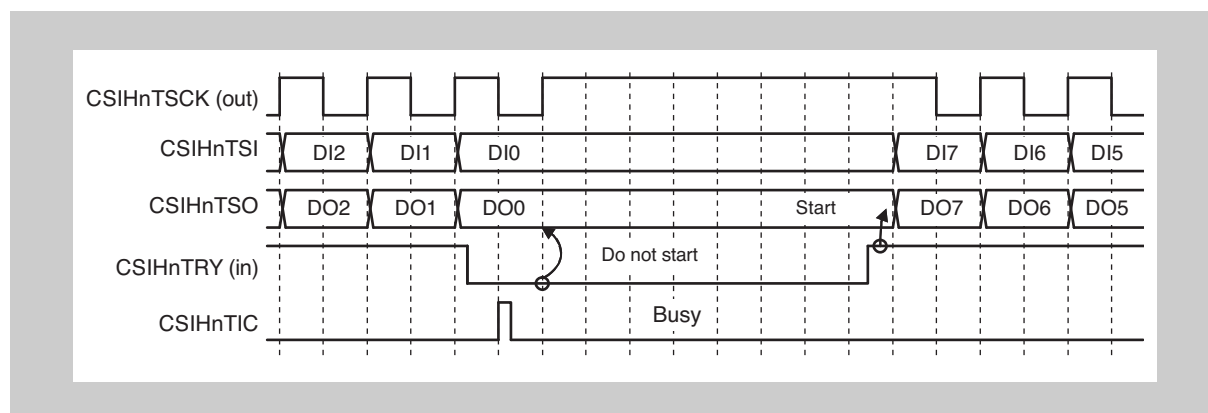 CSIHnTSCK (out)
CSIHnTSI DI2 DI1 DI0 DI7 DI6 DI5
CSIHnTSO DO2 DO1 DO0 Start DO7 DO6 DO5
CSIHnTRY (in) Do not start
CSIHnTIC Busy